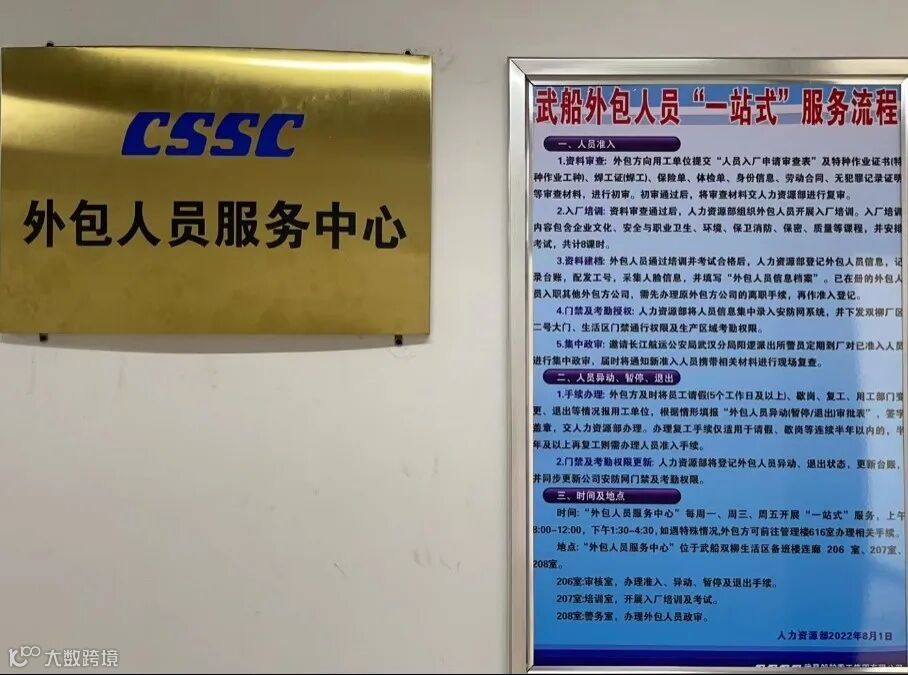 CSSC
外包人员服务中心
武船外包人员“一站式”服务流程
一、人员准入
1.资料审查：外包方向用工单位提交“人员入厂申请审查表”及特种作业证书(特
种作业工种)、焊工证(焊工)、保险单、体检单、身份信息、劳动合同、无犯罪记录证明
等审查材料，进行初审。初审通过后，将审查材料交人力资源部进行复审。
2.入厂培训：资料审查通过后，人力资源部组织外包人员开展入厂培训。入厂培训
内容包含企业文化、安全与职业卫生、环境、保卫消防、保密、质量等课程，并安排
考试，共计8课时。
3.资料建档：外包人员通过培训并考试合格后，人力资源部登记外包人员信息，记
录台账，配发工号，采集人脸信息，并填写“外包人员信息档案”。已在册的外包人
员入职其他外包方公司，需先办理原外包方公司的离职手续，再作准入登记。
4.门禁及考勤授权：人力资源部将人员信息集中录入安防网系统，并下发双柳厂区
二号大门、生活区门禁通行权限及生产区域考勤权限。
5.集中政审：邀请长江航运公安局武汉分局阳逻派出所警员定期到厂对已准入人员
进行集中政审，届时将通知新准入人员携带相关材料进行现场复查。
二、人员异动、暂停、退出
1.手续办理：外包方及时将员工请假(5个工作日及以上)、歇岗、复工、用工部门变
更、退出等情况报用工单位，根据情形填报“外包人员异动(暂停/退出)审批表”，签字
盖章，交人力资源部办理。办理复工手续仅适用于请假、歇岗等连续半年以内的，半
年及以上再复工则需办理人员准入手续。
2.门禁及考勤权限更新：人力资源部将登记外包人员异动、退出状态，更新台账，
并同步更新公司安防网门禁及考勤权限。
三、时间及地点
时间：“外包人员服务中心”每周一、周三、周五开展“一站式”服务，上午
8:00-12:00，下午1:30-4:30，如遇特殊情况，外包方可前往管理楼616室办理相关手续。
地点：“外包人员服务中心”位于武船双柳生活区备班楼连廊 206 室、207室、
208室。
206室:审核室，办理准入、异动、暂停及退出手续。
207室:培训室，开展入厂培训及考试。
208室:警务室，办理外包人员政审。
人力资源部2022年8月1日
大数跨境